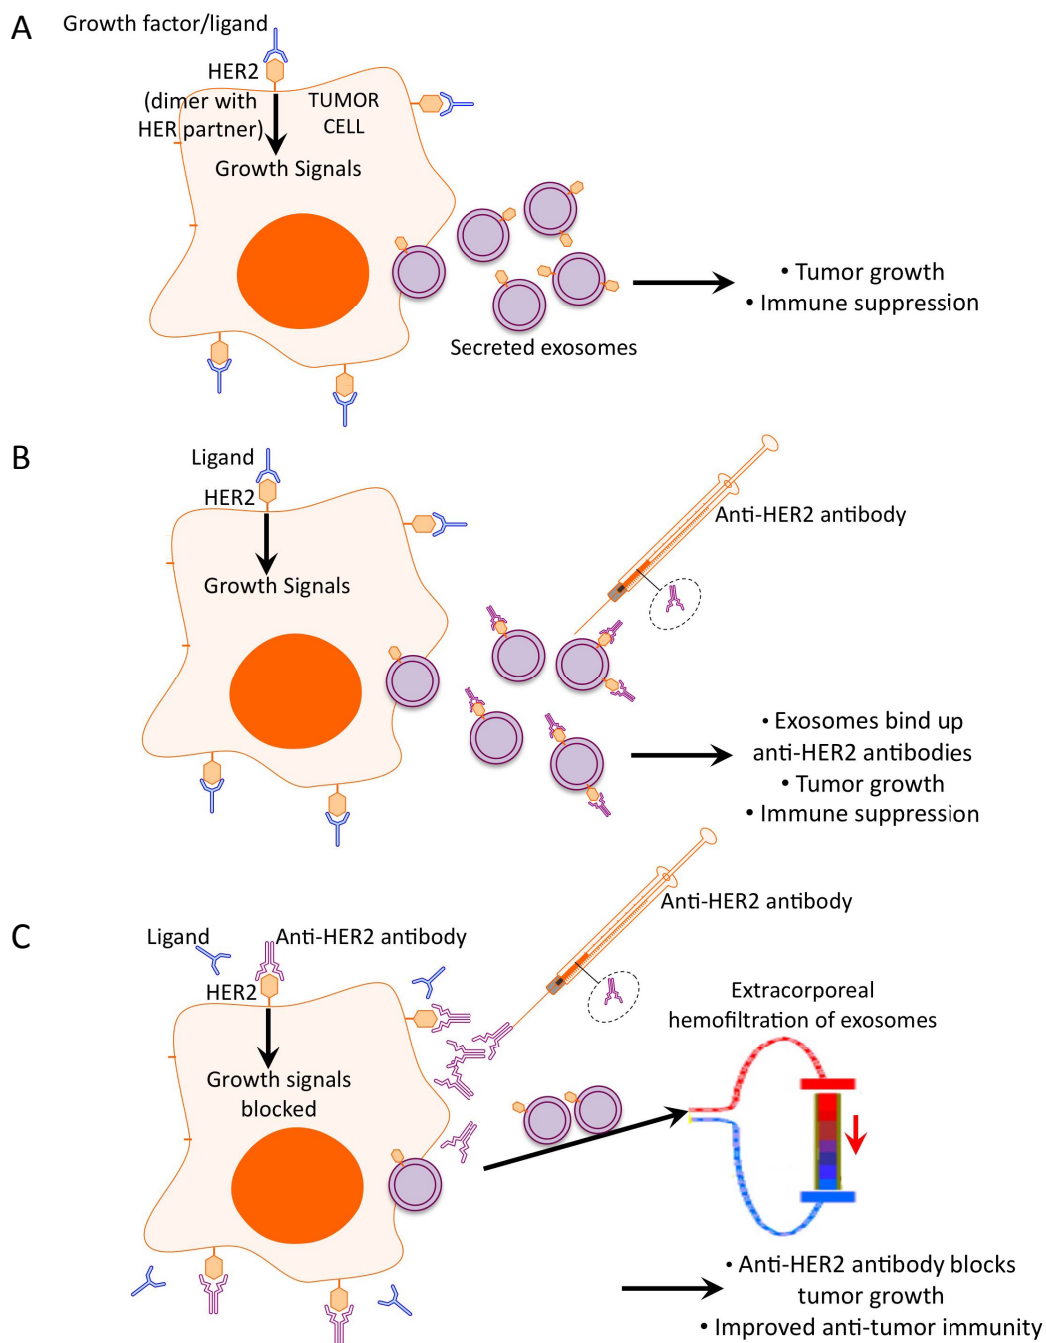 A
Growth factor/ligand
HER2
(dimer with
HER partner)
TUMOR
CELL
Growth Signals
Secreted exosomes
• Tumor growth
• Immune suppression
B
Ligand
HER2
Growth Signals
Anti-HER2 antibody
• Exosomes bind up
anti-HER2 antibodies
• Tumor growth
• Immune suppression
C
Ligand
Anti-HER2 antibody
HER2
Growth signals
blocked
Anti-HER2 antibody
Extracorporeal
hemofiltration of exosomes
• Anti-HER2 antibody blocks
tumor growth
• Improved anti-tumor immunity